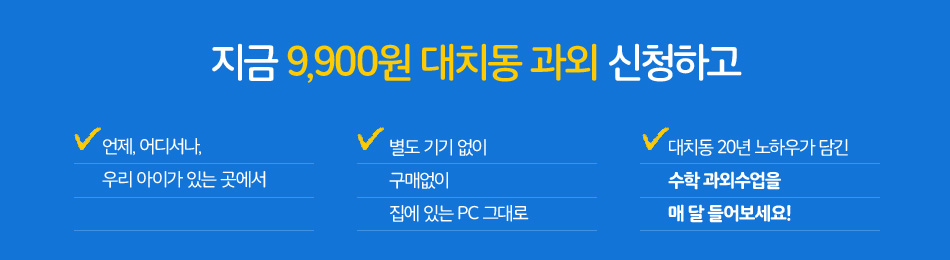 지금 9,900원 대치동 과외 신청하고
언제, 어디서나,
우리 아이가 있는 곳에서
별도 기기 없이
구매없이
집에 있는 PC 그대로
대치동 20년 노하우가 담긴
수학 과외수업을
매 달 들어보세요!